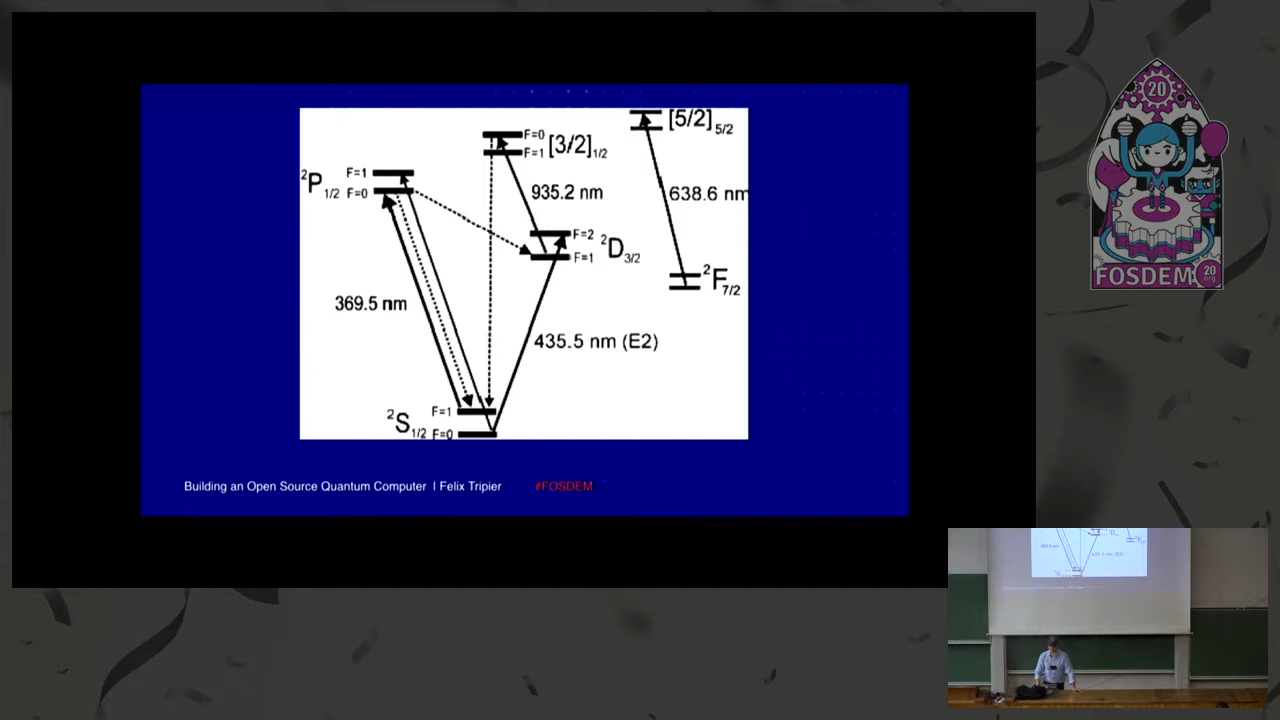 F=0
F=1 [3/2]1/2
[5/2]5/2
F=1
²P1/2 F=0
935.2 nm
638.6 nm
F=2 ²D3/2
F=1
²F7/2
369.5 nm
435.5 nm (E2)
F=1
²S1/2 F=0
Building an Open Source Quantum Computer | Felix Tripier #FOSDEM
20
FOSDEM 20
.org